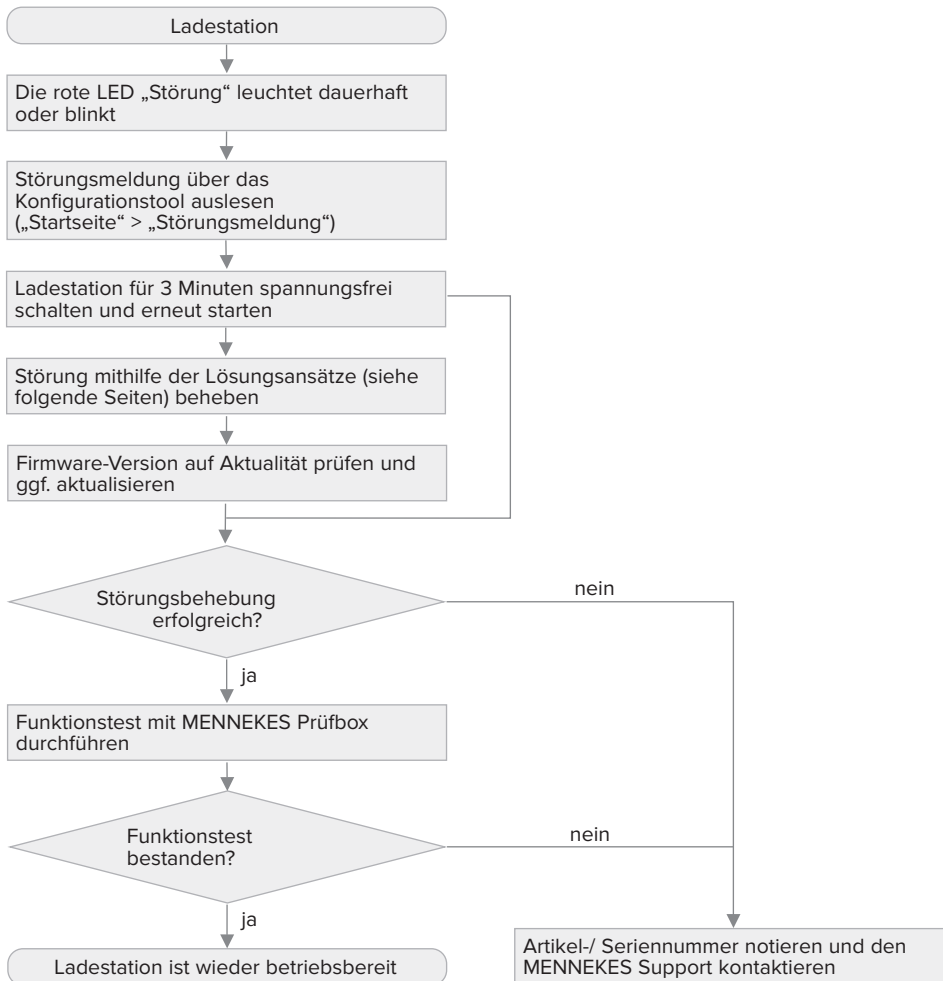 Ladestation
Die rote LED „Störung“ leuchtet dauerhaft
oder blinkt
Störungsmeldung über das
Konfigurationstool auslesen
(„Startseite“ > „Störungsmeldung“)
Ladestation für 3 Minuten spannungsfrei
schalten und erneut starten
Störung mithilfe der Lösungsansätze (siehe
folgende Seiten) beheben
Firmware-Version auf Aktualität prüfen und
ggf. aktualisieren
Störungsbehebung
erfolgreich?
nein
ja
Funktionstest mit MENNEKES Prüfbox
durchführen
Funktionstest
bestanden?
nein
ja
Ladestation ist wieder betriebsbereit
Artikel-/ Seriennummer notieren und den
MENNEKES Support kontaktieren